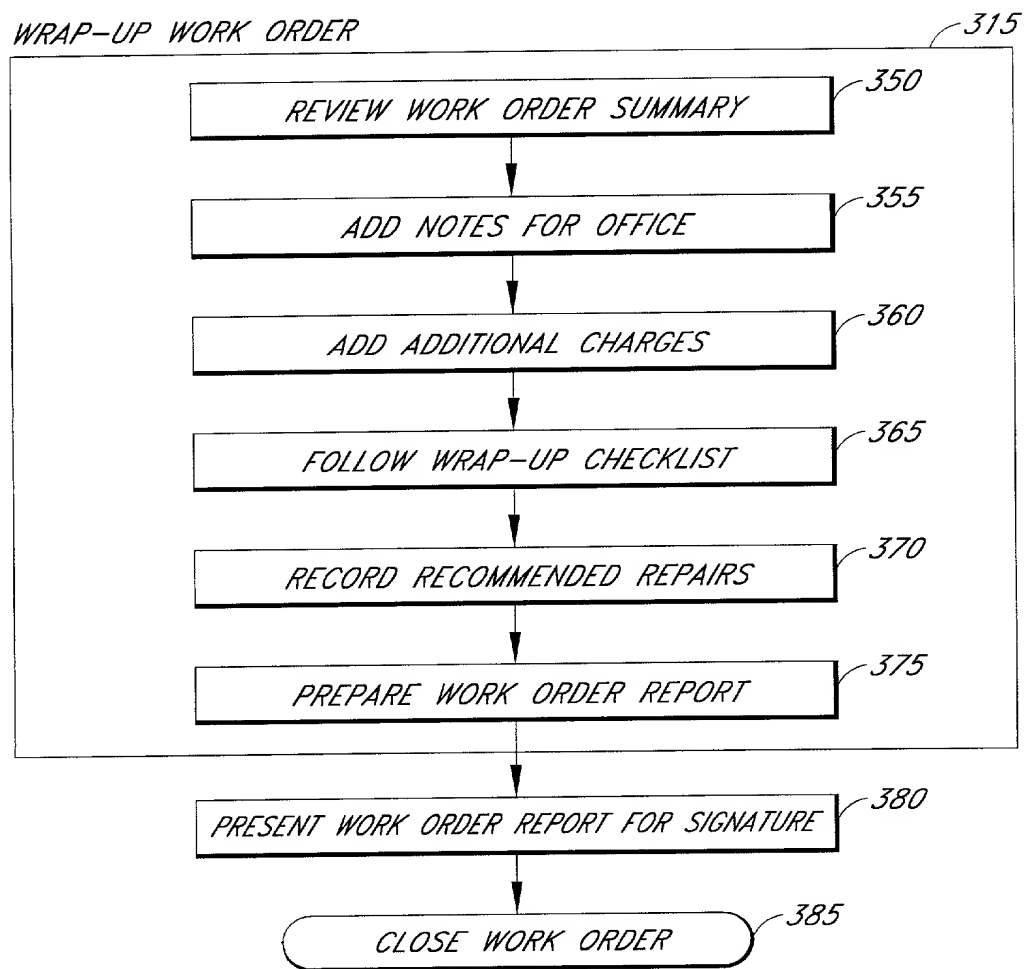 WRAP-UP WORK ORDER
315
REVIEW WORK ORDER SUMMARY
350
ADD NOTES FOR OFFICE
355
ADD ADDITIONAL CHARGES
360
FOLLOW WRAP-UP CHECKLIST
365
RECORD RECOMMENDED REPAIRS
370
PREPARE WORK ORDER REPORT
375
PRESENT WORK ORDER REPORT FOR SIGNATURE
380
CLOSE WORK ORDER
385